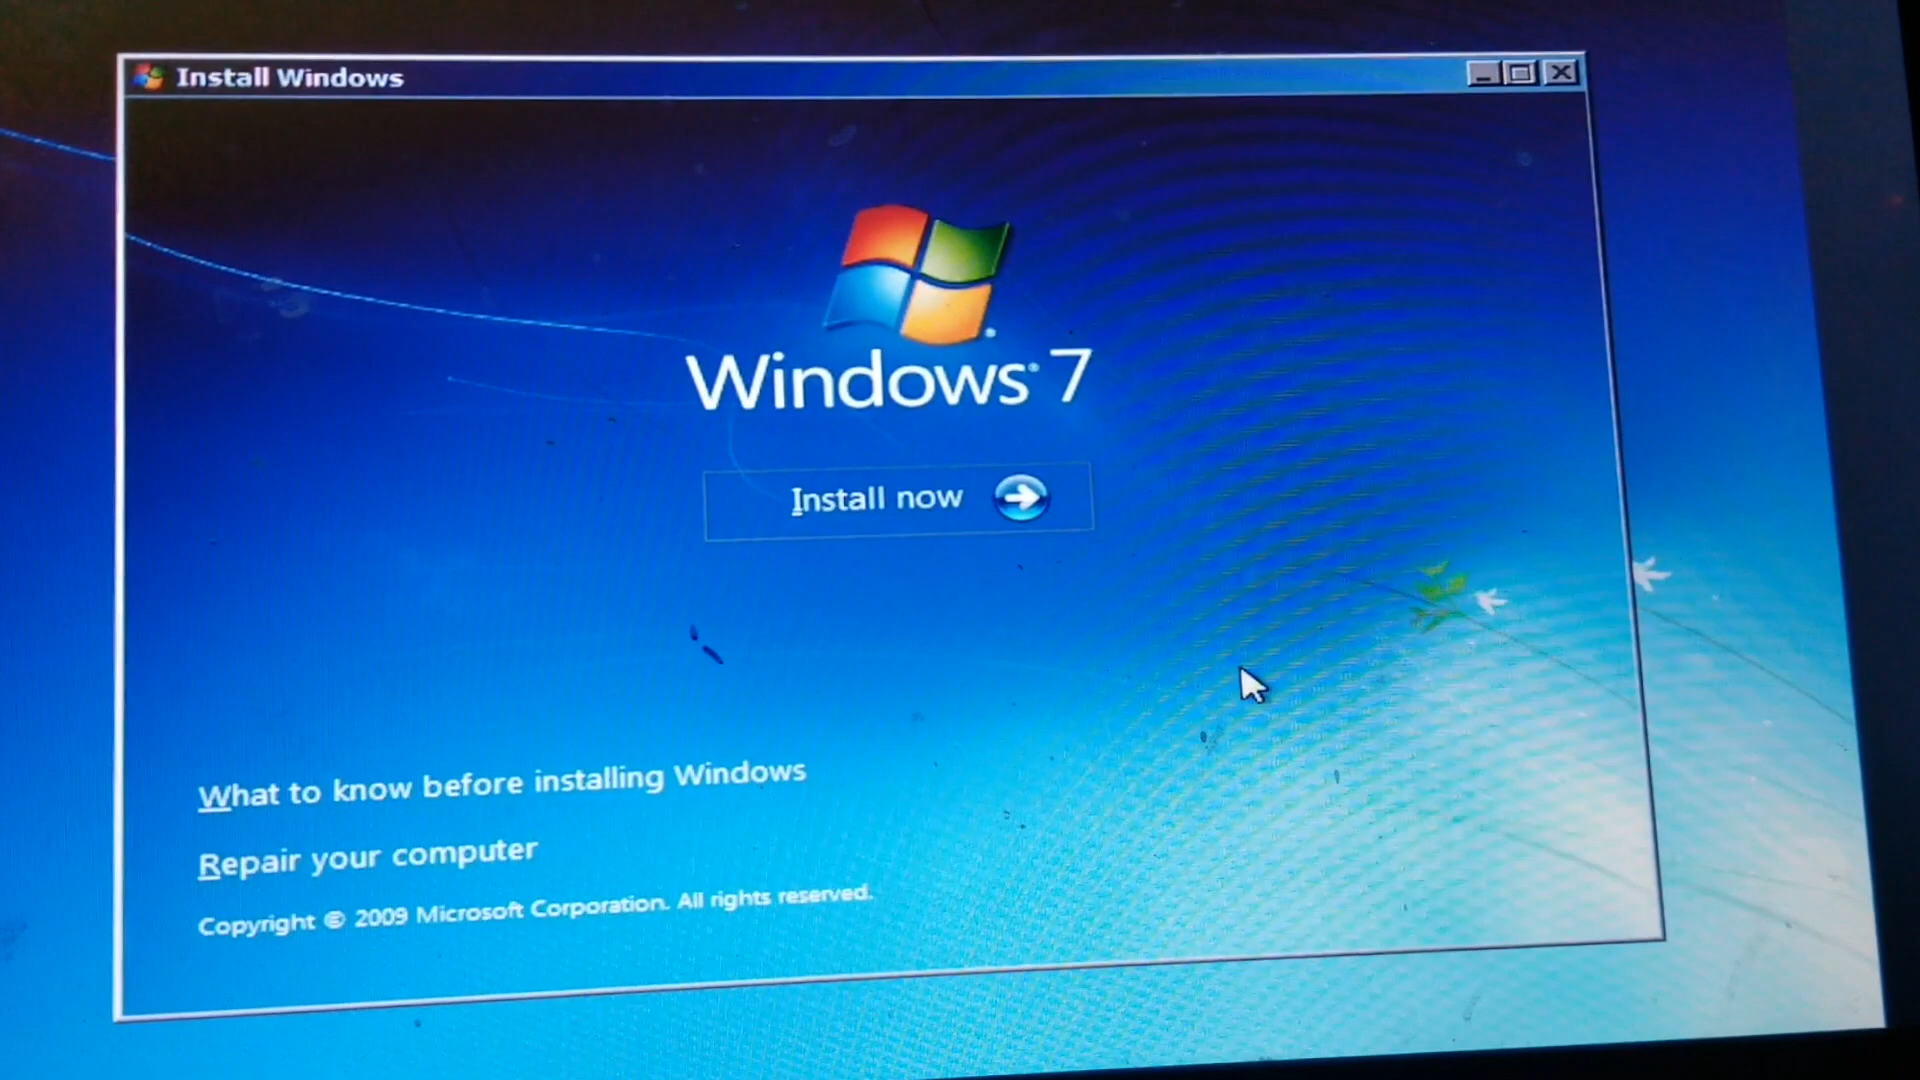 Install Windows
Windows® 7
Install now
What to know before installing Windows
Repair your computer
Copyright © 2009 Microsoft Corporation. All rights reserved.